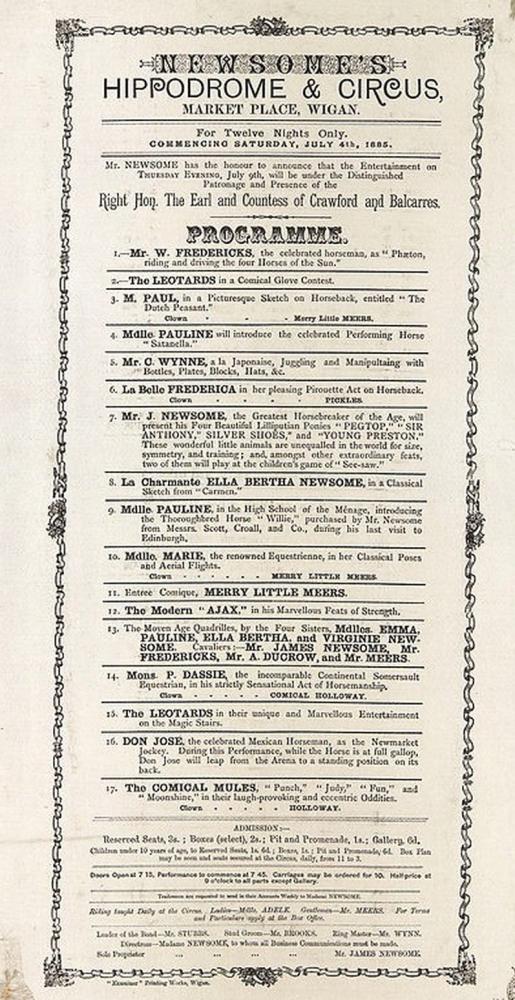 NEWSOME'S
HIPPODROME & CIRCUS,
MARKET PLACE, WIGAN.
For Twelve Nights Only.
COMMENCING SATURDAY, JULY 4th, 1885.
Mr. NEWSOME has the honour to announce that the Entertainment on
THURSDAY EVENING, July 9th, will be under the Distinguished
Patronage and Presence of the
Right Hon. The Earl and Countess of Crawford and Balcarres.
PROGRAMME.
1.—Mr. W. FREDERICKS, the celebrated horseman, as "Phæton,
riding and driving the four Horses of the Sun."
2.—The LEOTARDS in a Comical Glove Contest.
3. M. PAUL, in a Picturesque Sketch on Horseback, entitled "The
Dutch Peasant."
Clown - - - Merry Little MEERS.
4. Mdlle. PAULINE will introduce the celebrated Performing Horse
"Satanella."
5. Mr. C. WYNNE, a la Japonaise, Juggling and Manipultaing with
Bottles, Plates, Blocks, Hats, &c.
6. La Belle FREDERICA in her pleasing Pirouette Act on Horseback.
Clown - - - - PICKLES.
7. Mr. J. NEWSOME, the Greatest Horsebreaker of the Age, will
present his Four Beautiful Lilliputian Ponies "PEGTOP," "SIR
ANTHONY," SILVER SHOES," and "YOUNG PRESTON."
These wonderful little animals are unequalled in the world for size,
symmetry, and training; and, amongst other extraordinary feats,
two of them will play at the children's game of "See-saw."
8. La Charmante ELLA BERTHA NEWSOME, in a Classical
Sketch from "Carmen."
9. Mdlle. PAULINE, in the High School of the Ménage, introducing
the Thoroughbred Horse "Willie," purchased by Mr. Newsome
from Messrs. Scott, Croall, and Co., during his last visit to
Edinburgh.
10. Mdlle. MARIE, the renowned Equestrienne, in her Classical Poses
and Aerial Flights.
Clown - - - - - - MERRY LITTLE MEERS.
11. Entrée Comique, MERRY LITTLE MEERS.
12. The Modern "AJAX," in his Marvellous Feats of Strength.
13. The Moyen Age Quadrilles, by the Four Sisters, Mdlles. EMMA,
PAULINE, ELLA BERTHA, and VIRGINIE NEW-
SOME. Cavaliers:—Mr. JAMES NEWSOME, Mr.
FREDERICKS, Mr. A. DUCROW, and Mr. MEERS.
14. Mons. P. DASSIE, the incomparable Continental Somersault
Equestrian, in his strictly Sensational Act of Horsemanship.
Clown - - - - - COMICAL HOLLOWAY.
15. The LEOTARDS in their unique and Marvellous Entertainment
on the Magic Stairs.
16. DON JOSE, the celebrated Mexican Horseman, as the Newmarket
Jockey. During this Performance, while the Horse is at full gallop,
Don Jose will leap from the Arena to a standing position on its
back.
17. The COMICAL MULES, "Punch," "Judy," "Fun," and
"Moonshine," in their laugh-provoking and eccentric Oddities.
Clown - - - - - HOLLOWAY.
ADMISSION:—
Reserved Seats, 3s.; Boxes (select), 2s.; Pit and Promenade, 1s.; Gallery, 6d.
Children under 10 years of age, to Reserved Seats, 1s. 6d.; Boxes, 1s.; Pit and Promenade, 6d. Box Plan
may be seen and seats secured at the Circus, daily, from 11 to 3.
Doors Open at 7 15, Performance to commence at 7 45. Carriages may be ordered for 10. Half price at
9 o'clock to all parts except Gallery.
Tradesmen are requested to send in their Accounts Weekly to Madame NEWSOME.
Riding taught Daily at the Circus. Ladies—Mdlle. ADELE. Gentlemen—Mr. MEERS. For Terms
and Particulars apply at the Box Office.
Leader of the Band—Mr. STUBBS. Stud Groom—Mr. BROOKS. Ring Master—Mr. WYNN.
Directress—Madame NEWSOME, to whom all Business Communications must be made.
Sole Proprietor ... ... ... ... Mr. JAMES NEWSOME.
"Examiner" Printing Works, Wigan.